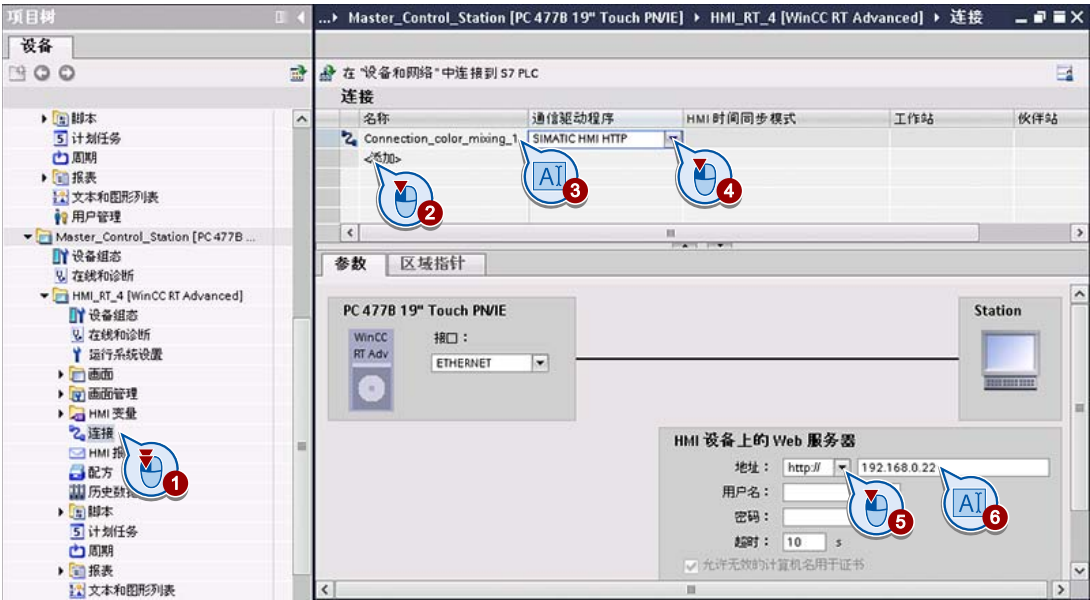 项目树
...▸ Master_Control_Station [PC 477B 19" Touch PN/IE] ▸ HMI_RT_4 [WinCC RT Advanced] ▸ 连接
设备
在 "设备和网络" 中连接到 S7 PLC
连接
名称 通信驱动程序 HMI 时间同步模式 工作站 伙伴站
Connection_color_mixing_1 SIMATIC HMI HTTP
<添加>
AI
3
4
2
脚本
计划任务
周期
报表
文本和图形列表
用户管理
Master_Control_Station [PC 477B ...
设备组态
在线和诊断
HMI_RT_4 [WinCC RT Advanced]
设备组态
在线和诊断
运行系统设置
画面
画面管理
HMI 变量
连接
HMI 报
配方
1
历史数
脚本
计划任务
周期
报表
文本和图形列表
参数 区域指针
PC 477B 19" Touch PN/IE
WinCC
RT Adv
接口：
ETHERNET
Station
HMI 设备上的 Web 服务器
地址： http:// 192.168.0.22
用户名：
密码：
超时： 10 s
允许无效的计算机名用于证书
5
AI
6